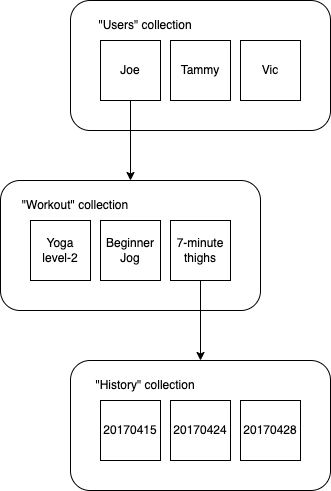 "Users" collection
Joe
Tammy
Vic
"Workout" collection
Yoga
level-2
Beginner
Jog
7-minute
thighs
"History" collection
20170415
20170424
20170428